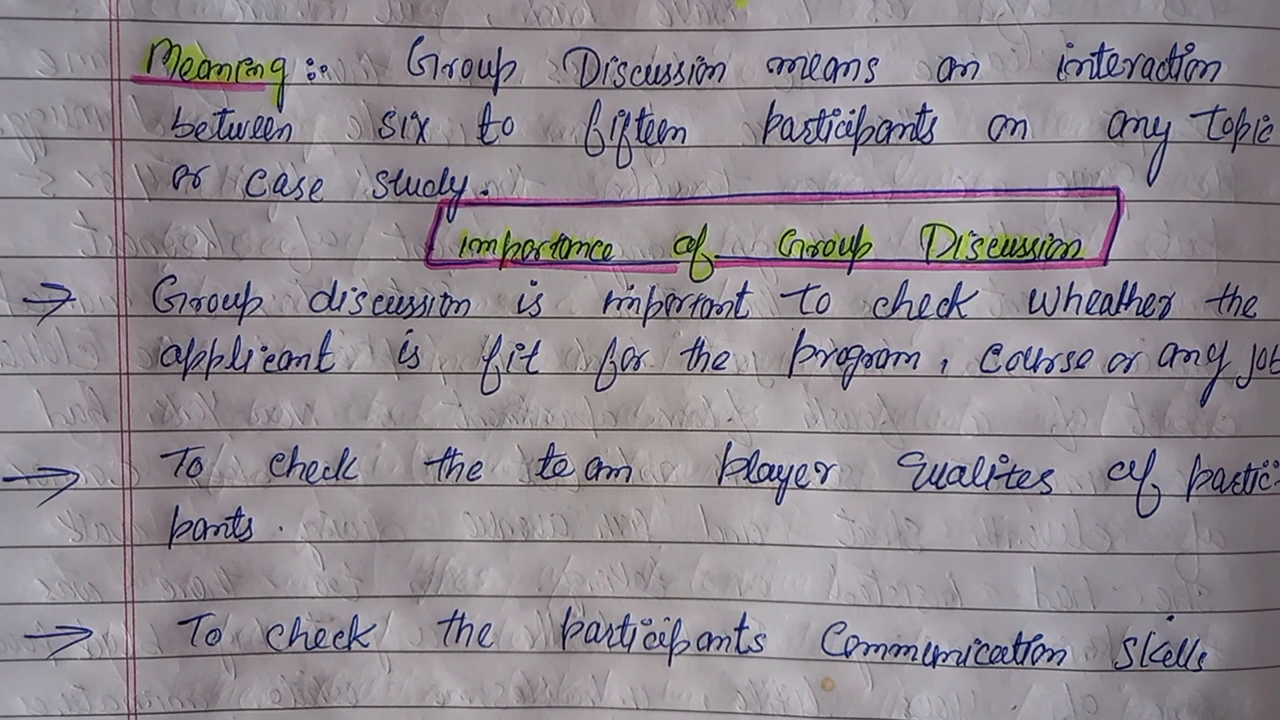 Meaning :- Group Discussion means an interaction
between six to fifteen participants on any topic
or case study.
importance of Group Discussion
→ Group discussion is important to check wheather the
applicant is fit for the program, course or any job
→ To check the team player qualites of partici-
pants.
→ To check the participants Communication skills